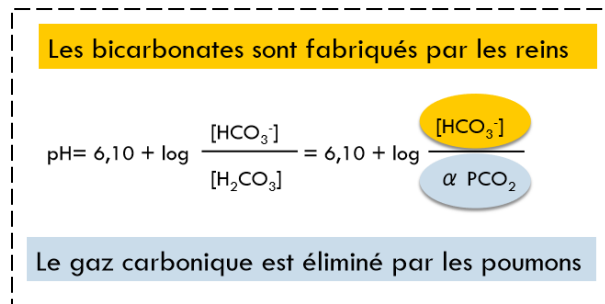 Les bicarbonates sont fabriqués par les reins
pH= 6,10 + log [HCO₃⁻] / [H₂CO₃] = 6,10 + log [HCO₃⁻] / α PCO₂
Le gaz carbonique est éliminé par les poumons